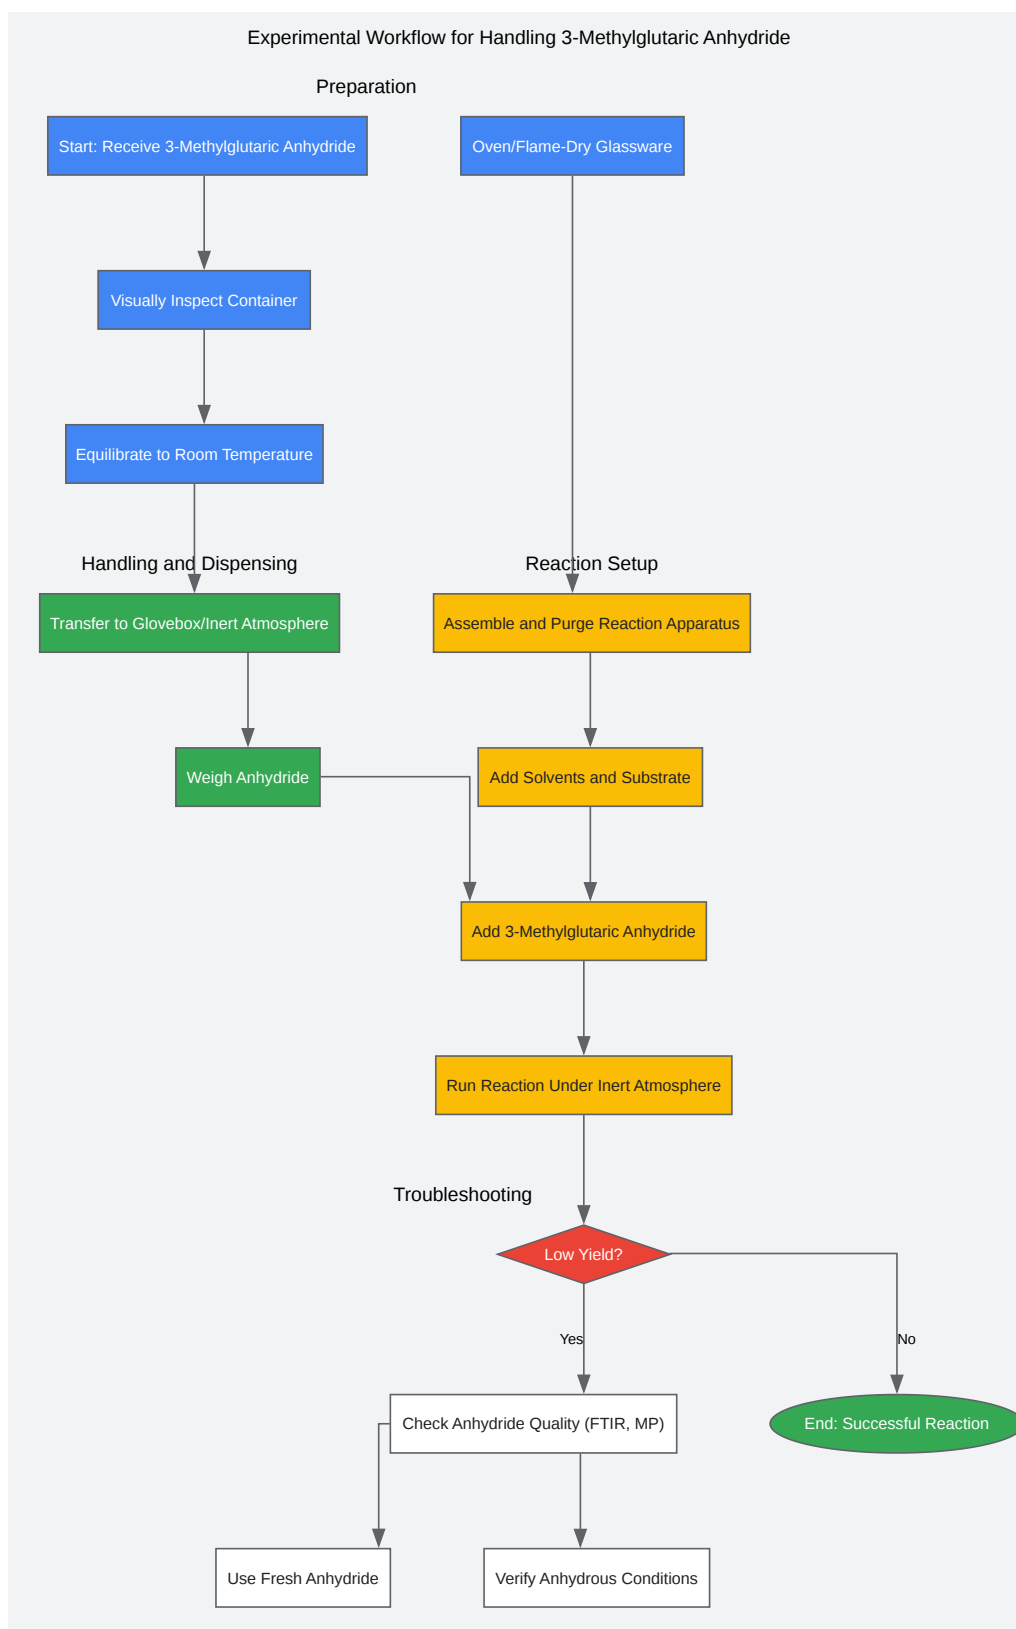 Experimental Workflow for Handling 3-Methylglutaric Anhydride
Preparation
Start: Receive 3-Methylglutaric Anhydride
Oven/Flame-Dry Glassware
Visually Inspect Container
Equilibrate to Room Temperature
Handling and Dispensing
Reaction Setup
Transfer to Glovebox/Inert Atmosphere
Assemble and Purge Reaction Apparatus
Weigh Anhydride
Add Solvents and Substrate
Add 3-Methylglutaric Anhydride
Run Reaction Under Inert Atmosphere
Troubleshooting
Low Yield?
Yes
No
Check Anhydride Quality (FTIR, MP)
End: Successful Reaction
Use Fresh Anhydride
Verify Anhydrous Conditions